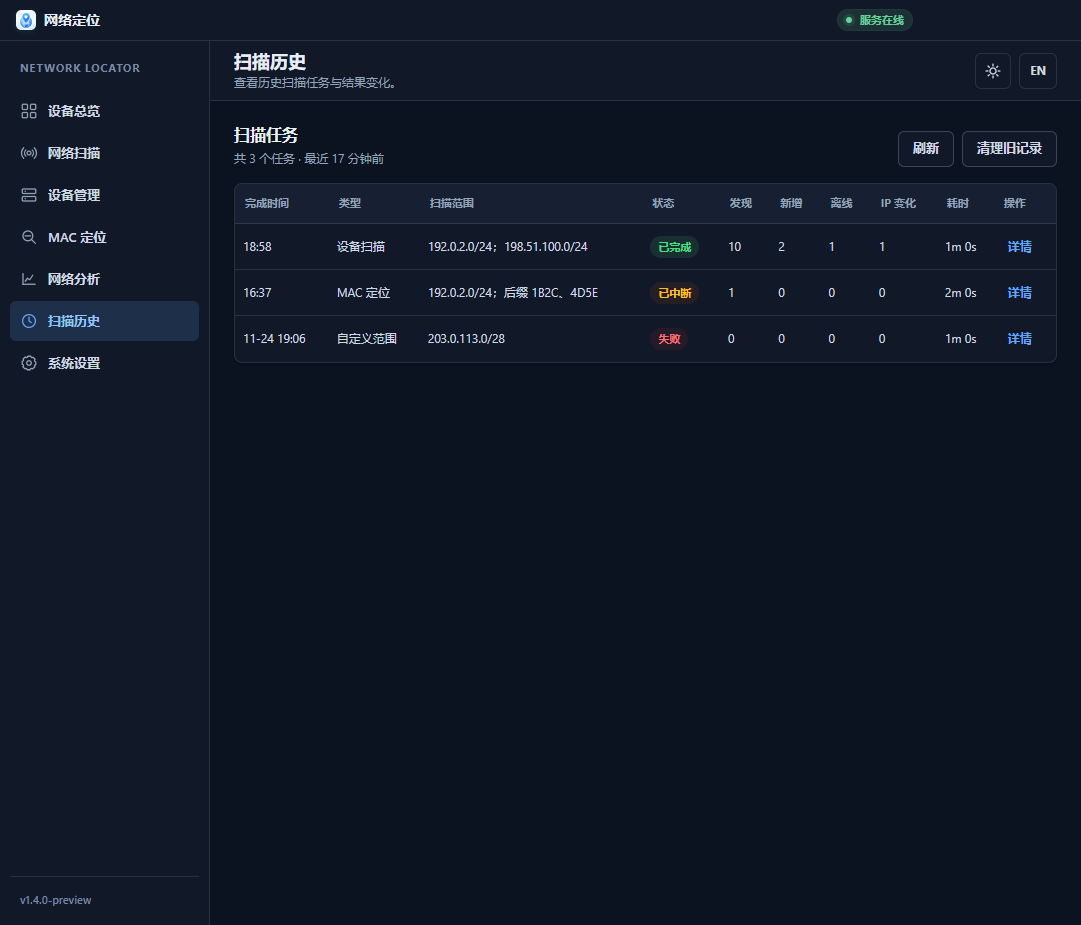 网络定位
服务在线
NETWORK LOCATOR
设备总览
网络扫描
设备管理
MAC 定位
网络分析
扫描历史
系统设置
v1.4.0-preview
扫描历史
查看历史扫描任务与结果变化。
EN
扫描任务
共 3 个任务 · 最近 17 分钟前
刷新
清理旧记录
完成时间 类型 扫描范围 状态 发现 新增 离线 IP 变化 耗时 操作
18:58 设备扫描 192.0.2.0/24；198.51.100.0/24 已完成 10 2 1 1 1m 0s 详情
16:37 MAC 定位 192.0.2.0/24；后缀 1B2C、4D5E 已中断 1 0 0 0 2m 0s 详情
11-24 19:06 自定义范围 203.0.113.0/28 失败 0 0 0 0 1m 0s 详情